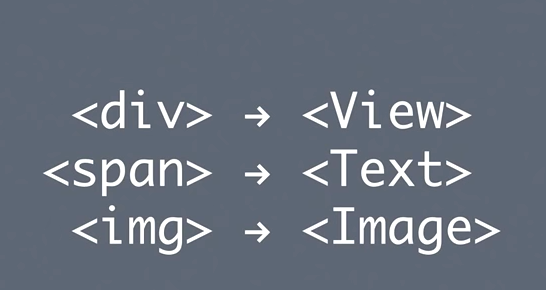 <div> → <View>
<span> → <Text>
<img> → <Image>